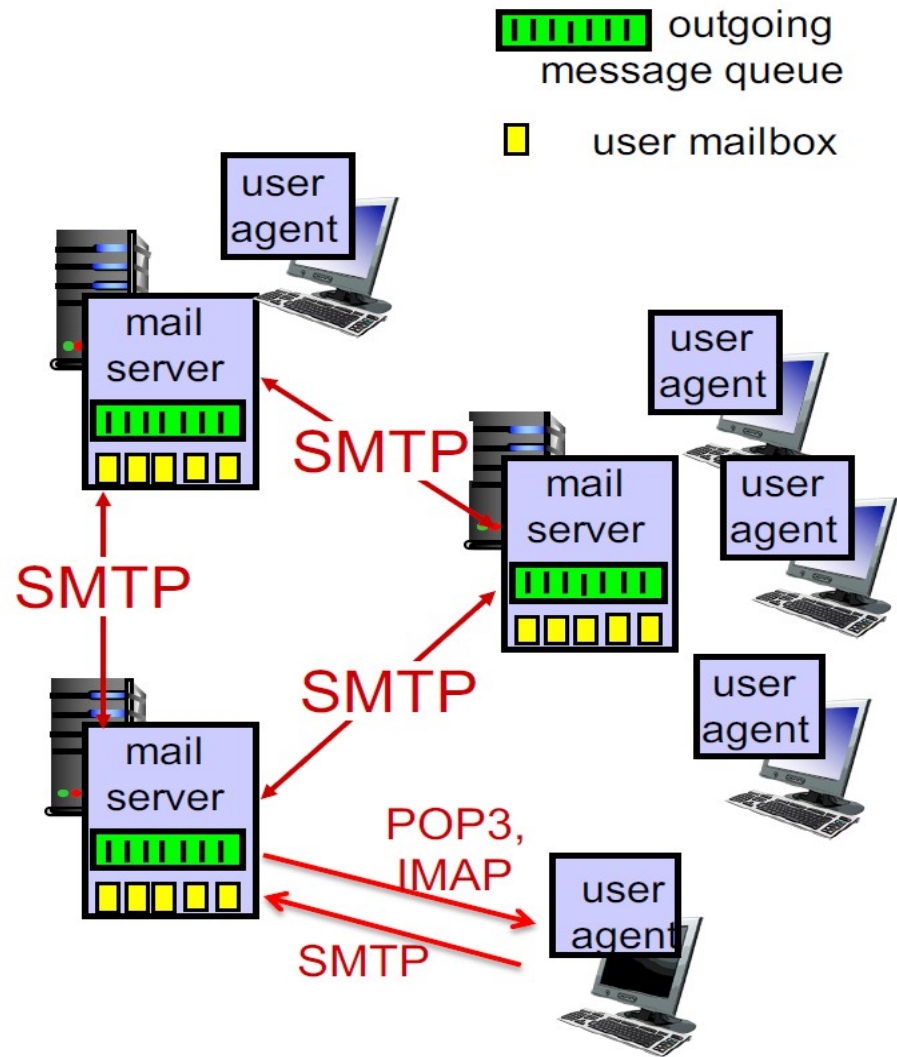 outgoing
message queue
user mailbox
user
agent
mail
server
user
agent
SMTP
mail
server
user
agent
SMTP
SMTP
user
agent
mail
server
POP3,
IMAP
user
agent
SMTP